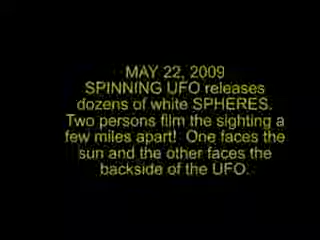 MAY 22, 2009
SPINNING UFO releases
dozens of white SPHERES.
Two persons film the sighting a
few miles apart! One faces the
sun and the other faces the
backside of the UFO.